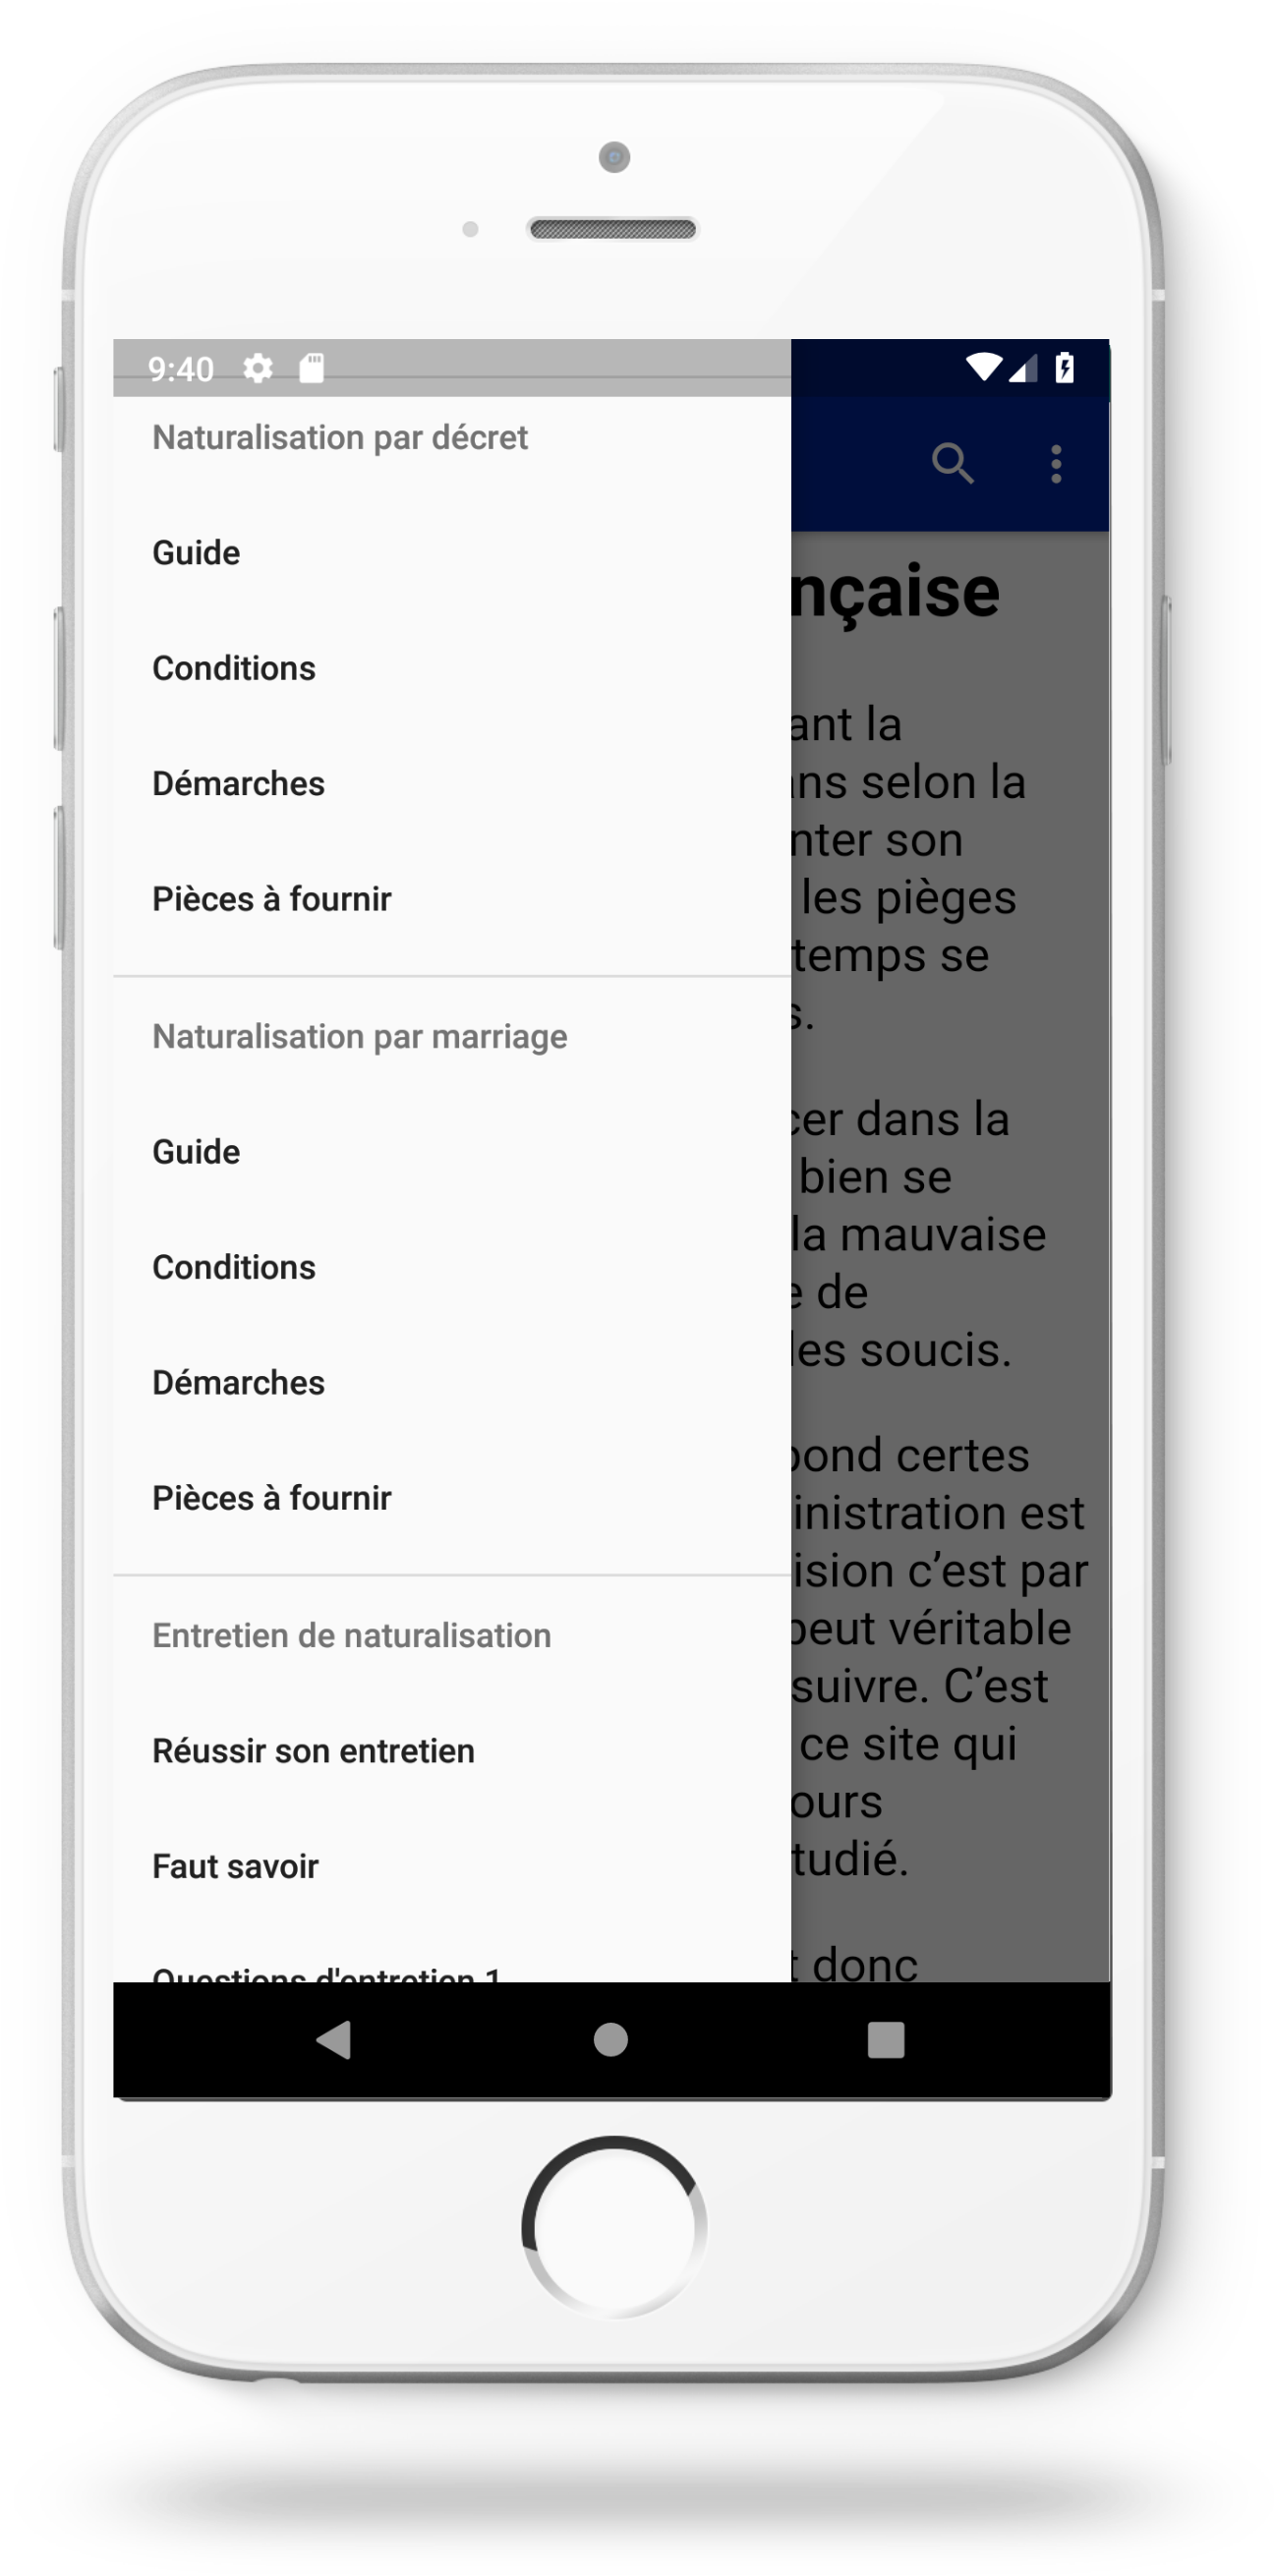 9:40
Naturalisation par décret
Guide
Conditions
Démarches
Pièces à fournir
Naturalisation par marriage
Guide
Conditions
Démarches
Pièces à fournir
Entretien de naturalisation
Réussir son entretien
Faut savoir
Questions d'entretien 1
nçaise
ant la
ns selon la
nter son
les pièges
temps se
s.
cer dans la
bien se
la mauvaise
e de
les soucis.
pond certes
inistration est
ision c’est par
peut véritable
suivre. C’est
ce site qui
ours
tudié.
t donc